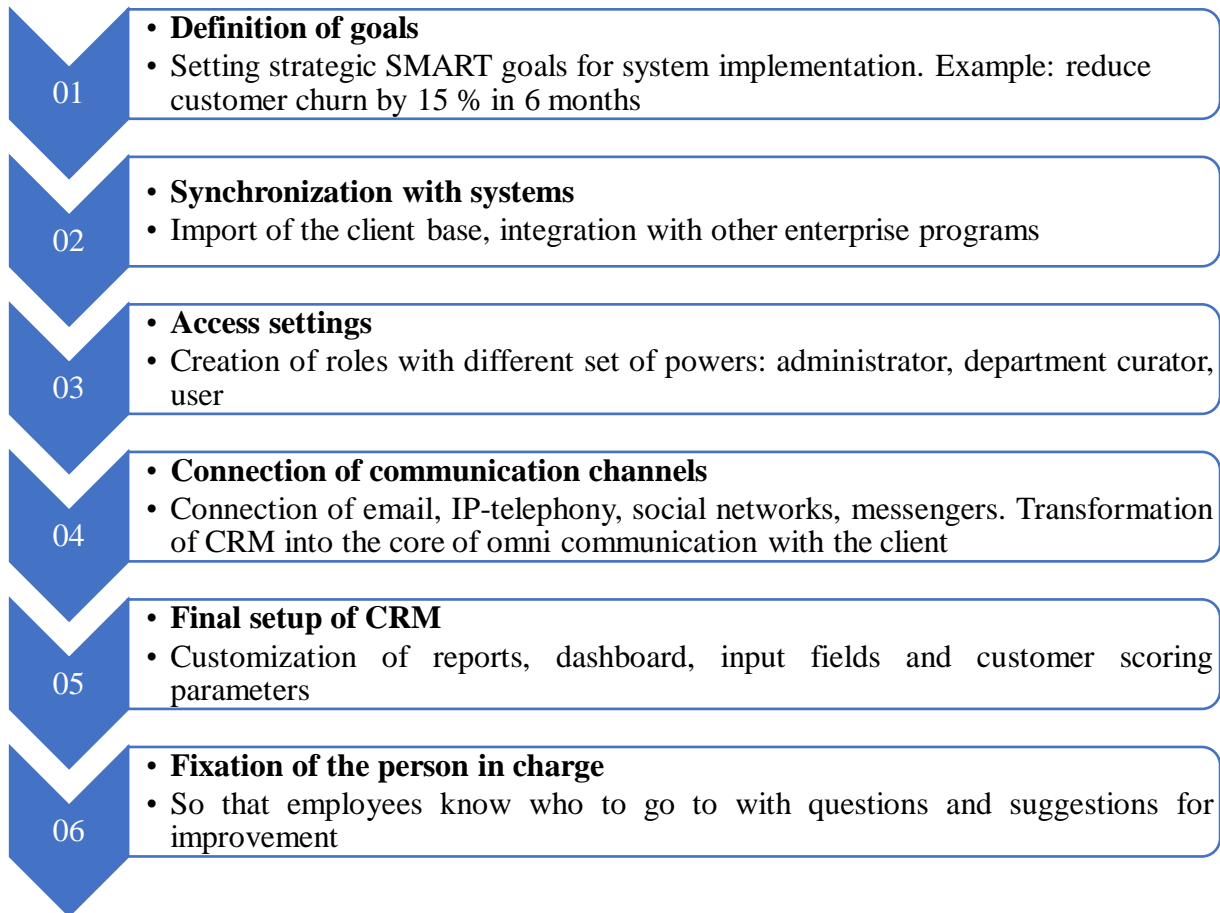 01
• Definition of goals
• Setting strategic SMART goals for system implementation. Example: reduce
customer churn by 15 % in 6 months
02
• Synchronization with systems
• Import of the client base, integration with other enterprise programs
03
• Access settings
• Creation of roles with different set of powers: administrator, department curator,
user
04
• Connection of communication channels
• Connection of email, IP-telephony, social networks, messengers. Transformation
of CRM into the core of omni communication with the client
05
• Final setup of CRM
• Customization of reports, dashboard, input fields and customer scoring
parameters
06
• Fixation of the person in charge
• So that employees know who to go to with questions and suggestions for
improvement